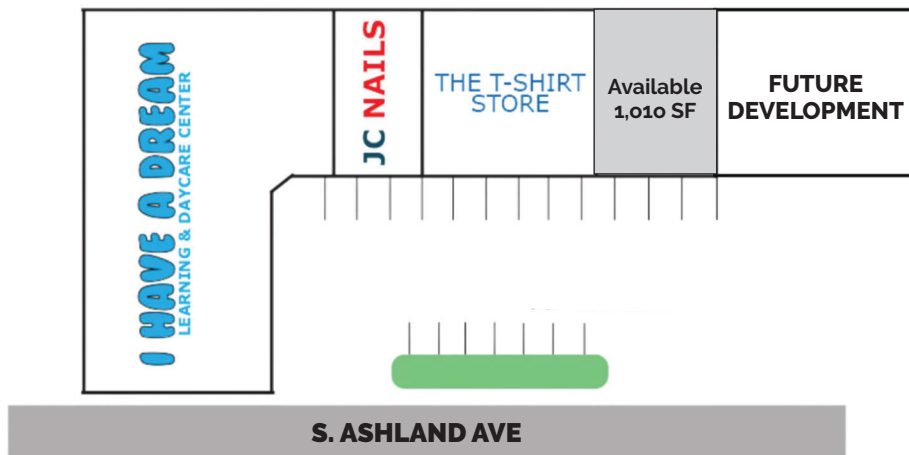 I HAVE A DREAM
LEARNING & DAYCARE CENTER
JC NAILS
THE T-SHIRT
STORE
Available
1,010 SF
FUTURE
DEVELOPMENT
S. ASHLAND AVE